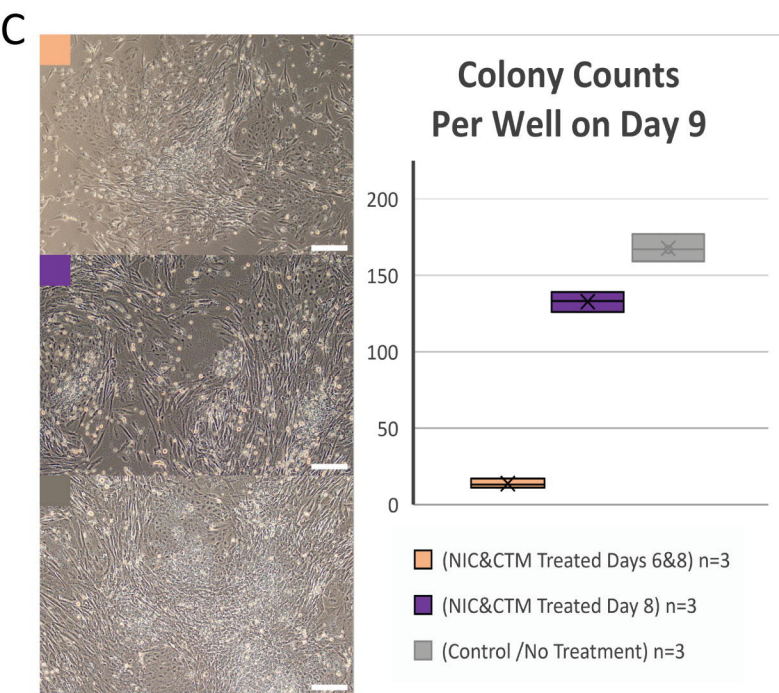 C
Colony Counts
Per Well on Day 9
200
150
100
50
0
(NIC&CTM Treated Days 6&8) n=3
(NIC&CTM Treated Day 8) n=3
(Control /No Treatment) n=3